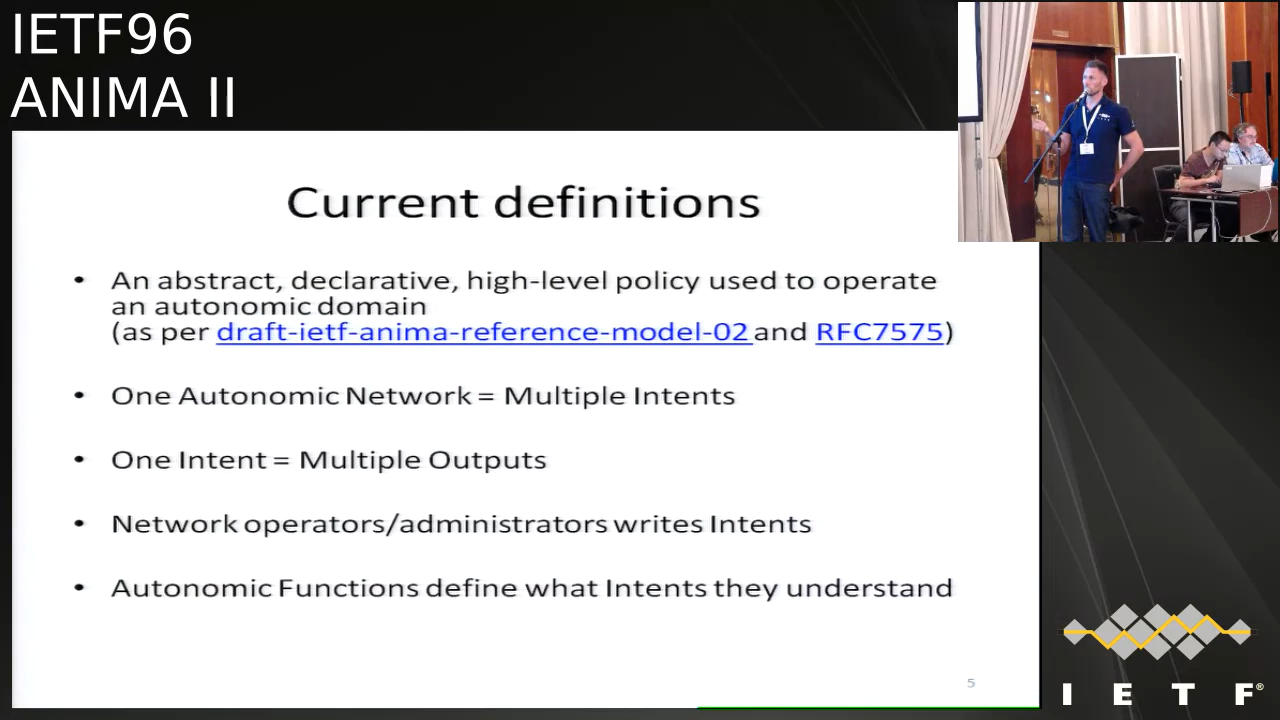 IETF96
ANIMA II
Current definitions
• An abstract, declarative, high-level policy used to operate
an autonomic domain
(as per draft-ietf-anima-reference-model-02 and RFC7575)
• One Autonomic Network = Multiple Intents
• One Intent = Multiple Outputs
• Network operators/administrators writes Intents
• Autonomic Functions define what Intents they understand
5
I E T F®